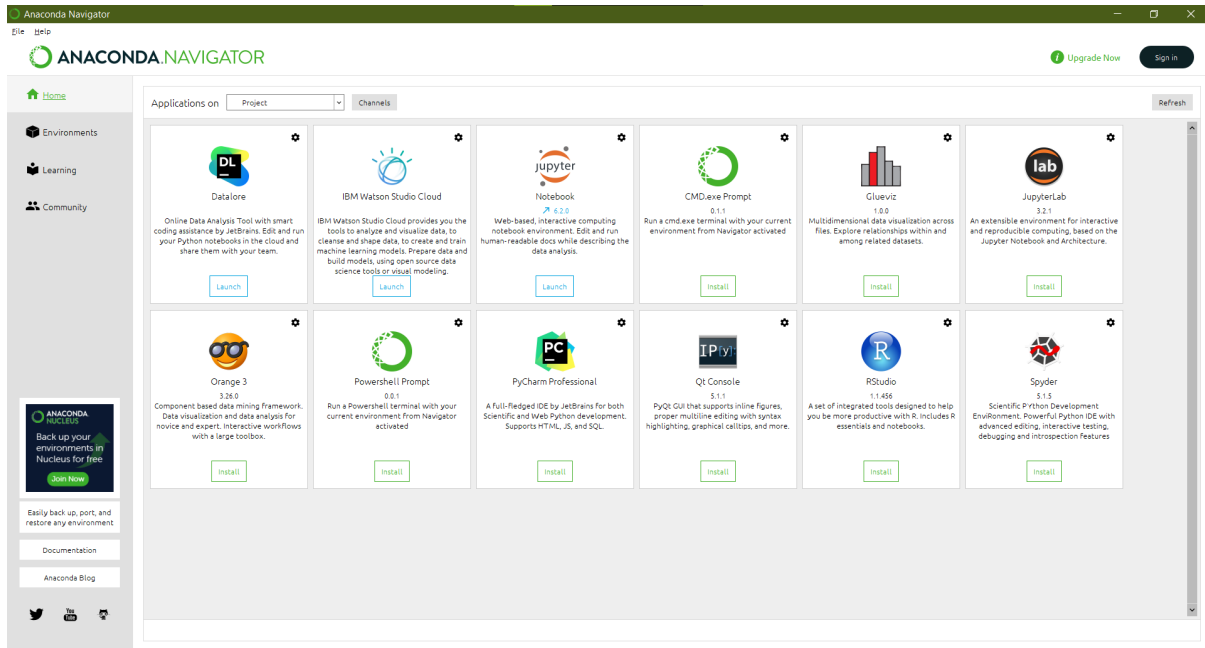 Anaconda Navigator
File Help
ANACONDA.NAVIGATOR
i Upgrade Now
Sign in
Home
Environments
Learning
Community
Applications on Project Channels Refresh
DL
Datalore
Online Data Analysis Tool with smart
coding assistance by JetBrains. Edit and run
your Python notebooks in the cloud and
share them with your team.
Launch
IBM Watson Studio Cloud
IBM Watson Studio Cloud provides you the
tools to analyze and visualize data, to
cleanse and shape data, to create and train
machine learning models. Prepare data and
build models, using open source data
science tools or visual modeling.
Launch
jupyter
Notebook
6.2.0
Web-based, interactive computing
notebook environment. Edit and run
human-readable docs while describing the
data analysis.
Launch
CMD.exe Prompt
0.1.1
Run a cmd.exe terminal with your current
environment from Navigator activated
Install
Glueviz
1.0.0
Multidimensional data visualization across
files. Explore relationships within and
among related datasets.
Install
lab
JupyterLab
3.2.1
An extensible environment for interactive
and reproducible computing, based on the
Jupyter Notebook and Architecture.
Install
Orange 3
3.26.0
Component based data mining framework.
Data visualization and data analysis for
novice and expert. Interactive workflows
with a large toolbox.
Install
Powershell Prompt
0.0.1
Run a Powershell terminal with your
current environment from Navigator
activated
Install
PC
PyCharm Professional
A full-fledged IDE by JetBrains for both
Scientific and Web Python development.
Supports HTML, JS, and SQL.
Install
IP[y]:
Qt Console
5.1.1
PyQt GUI that supports inline figures,
proper multiline editing with syntax
highlighting, graphical calltips, and more.
Install
R
RStudio
1.1.456
A set of integrated tools designed to help
you be more productive with R. Includes R
essentials and notebooks.
Install
Spyder
5.1.5
Scientific PYthon Development
EnviRonment. Powerful Python IDE with
advanced editing, interactive testing,
debugging and introspection features
Install
ANACONDA.
NUCLEUS
Back up your
environments in
Nucleus for free
Join Now
Easily back up, port, and
restore any environment
Documentation
Anaconda Blog
You
Tube